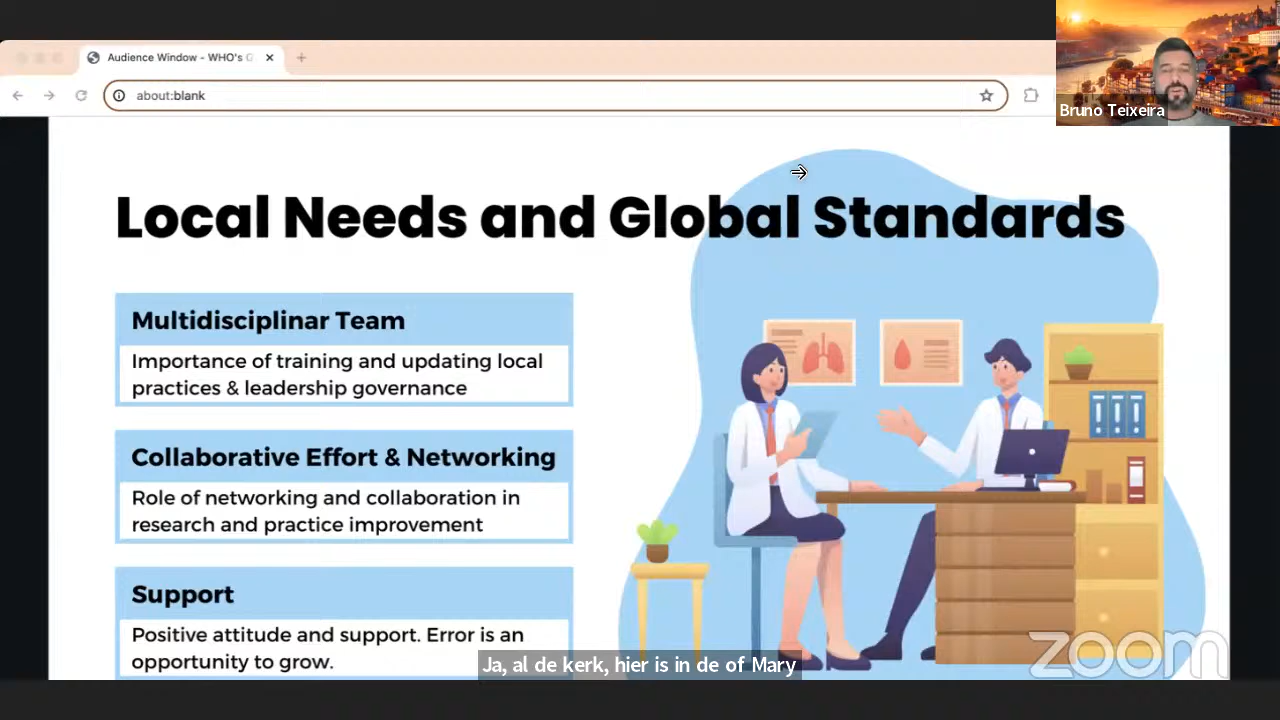 Audience Window - WHO's G
about:blank
Bruno Teixeira
Local Needs and Global Standards
Multidisciplinar Team
Importance of training and updating local
practices & leadership governance
Collaborative Effort & Networking
Role of networking and collaboration in
research and practice improvement
Support
Positive attitude and support. Error is an
opportunity to grow.
Ja, al de kerk, hier is in de of Mary
zoom